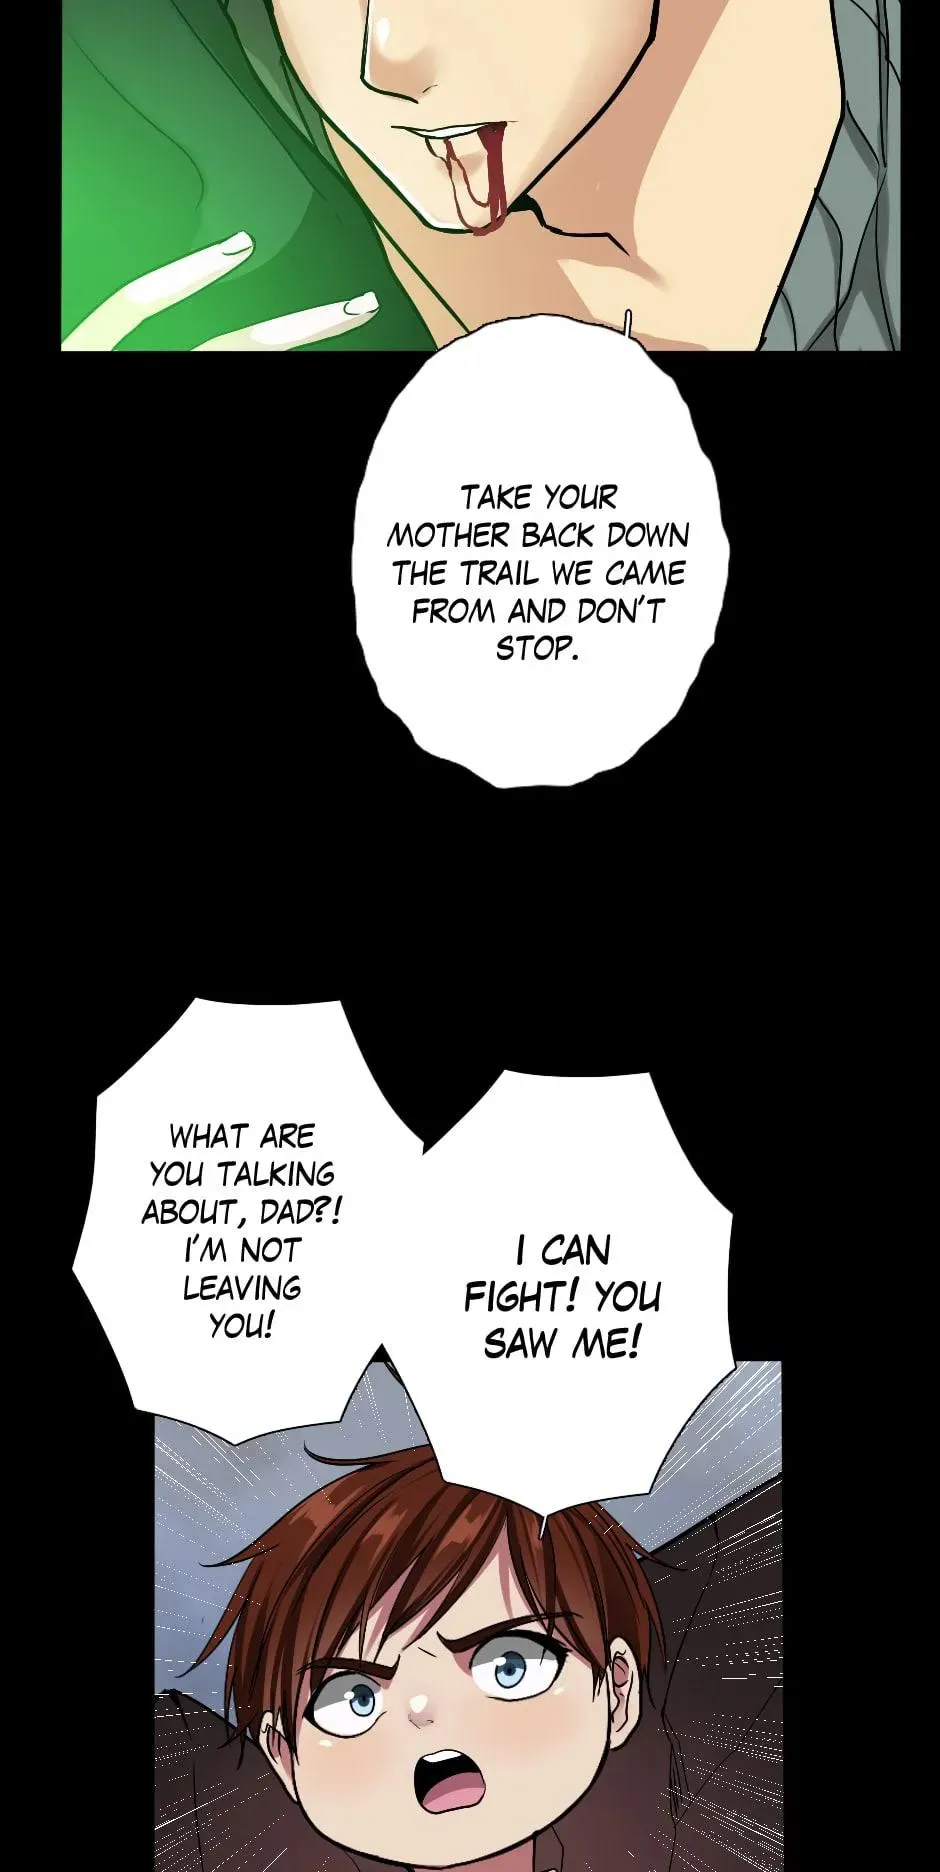 TAKE YOUR
MOTHER BACK DOWN
THE TRAIL WE CAME
FROM AND DON'T
STOP.
WHAT ARE
YOU TALKING
ABOUT, DAD?!
I'M NOT
LEAVING
YOU!
I CAN
FIGHT! YOU
SAW ME!